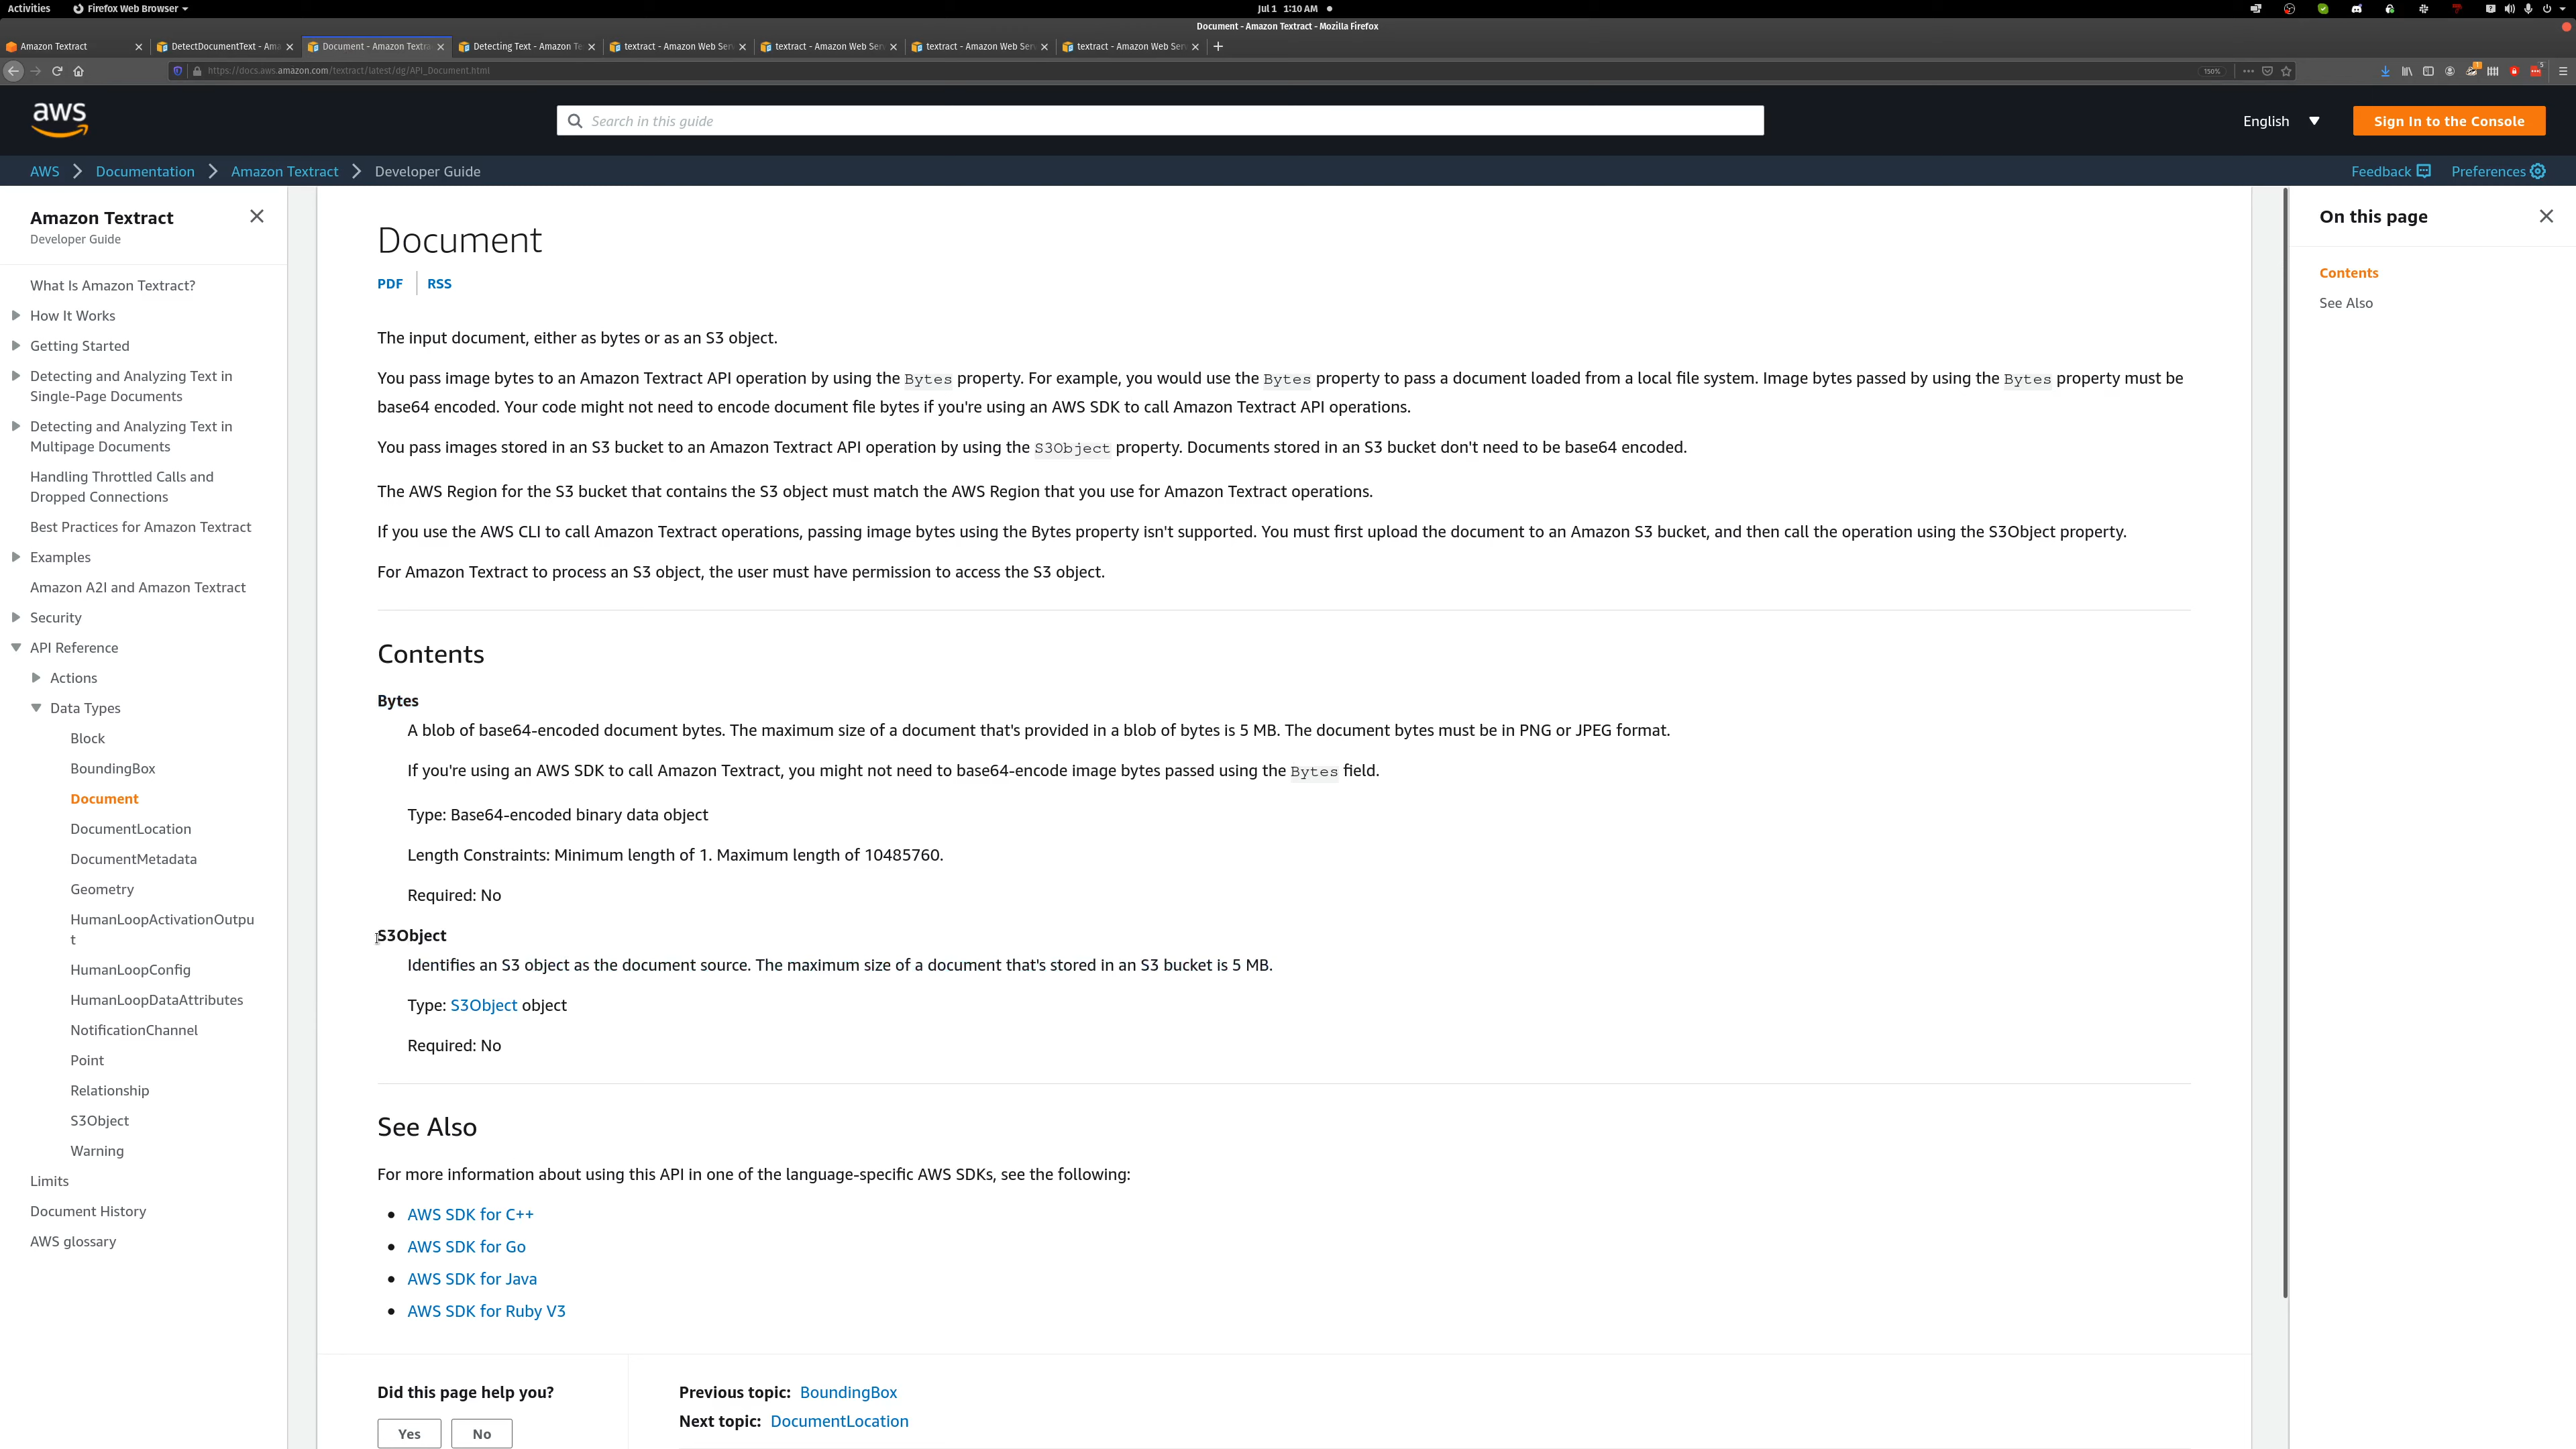 Activities Firefox Web Browser Jul 1 1:10 AM
Document - Amazon Textract - Mozilla Firefox
Amazon Textract DetectDocumentText - Ama Document - Amazon Textra Detecting Text - Amazon Te textract - Amazon Web Serv textract - Amazon Web Serv textract - Amazon Web Serv textract - Amazon Web Serv
https://docs.aws.amazon.com/textract/latest/dg/API_Document.html 150%
aws Search in this guide English Sign In to the Console
AWS Documentation Amazon Textract Developer Guide Feedback Preferences
Amazon Textract
Developer Guide
What Is Amazon Textract?
How It Works
Getting Started
Detecting and Analyzing Text in
Single-Page Documents
Detecting and Analyzing Text in
Multipage Documents
Handling Throttled Calls and
Dropped Connections
Best Practices for Amazon Textract
Examples
Amazon A2I and Amazon Textract
Security
API Reference
Actions
Data Types
Block
BoundingBox
Document
DocumentLocation
DocumentMetadata
Geometry
HumanLoopActivationOutpu
t
HumanLoopConfig
HumanLoopDataAttributes
NotificationChannel
Point
Relationship
S3Object
Warning
Limits
Document History
AWS glossary
Document
PDF RSS
The input document, either as bytes or as an S3 object.
You pass image bytes to an Amazon Textract API operation by using the Bytes property. For example, you would use the Bytes property to pass a document loaded from a local file system. Image bytes passed by using the Bytes property must be
base64 encoded. Your code might not need to encode document file bytes if you're using an AWS SDK to call Amazon Textract API operations.
You pass images stored in an S3 bucket to an Amazon Textract API operation by using the S3Object property. Documents stored in an S3 bucket don't need to be base64 encoded.
The AWS Region for the S3 bucket that contains the S3 object must match the AWS Region that you use for Amazon Textract operations.
If you use the AWS CLI to call Amazon Textract operations, passing image bytes using the Bytes property isn't supported. You must first upload the document to an Amazon S3 bucket, and then call the operation using the S3Object property.
For Amazon Textract to process an S3 object, the user must have permission to access the S3 object.
Contents
Bytes
A blob of base64-encoded document bytes. The maximum size of a document that's provided in a blob of bytes is 5 MB. The document bytes must be in PNG or JPEG format.
If you're using an AWS SDK to call Amazon Textract, you might not need to base64-encode image bytes passed using the Bytes field.
Type: Base64-encoded binary data object
Length Constraints: Minimum length of 1. Maximum length of 10485760.
Required: No
S3Object
Identifies an S3 object as the document source. The maximum size of a document that's stored in an S3 bucket is 5 MB.
Type: S3Object object
Required: No
See Also
For more information about using this API in one of the language-specific AWS SDKs, see the following:
AWS SDK for C++
AWS SDK for Go
AWS SDK for Java
AWS SDK for Ruby V3
Did this page help you?
Yes No
Previous topic: BoundingBox
Next topic: DocumentLocation
On this page
Contents
See Also